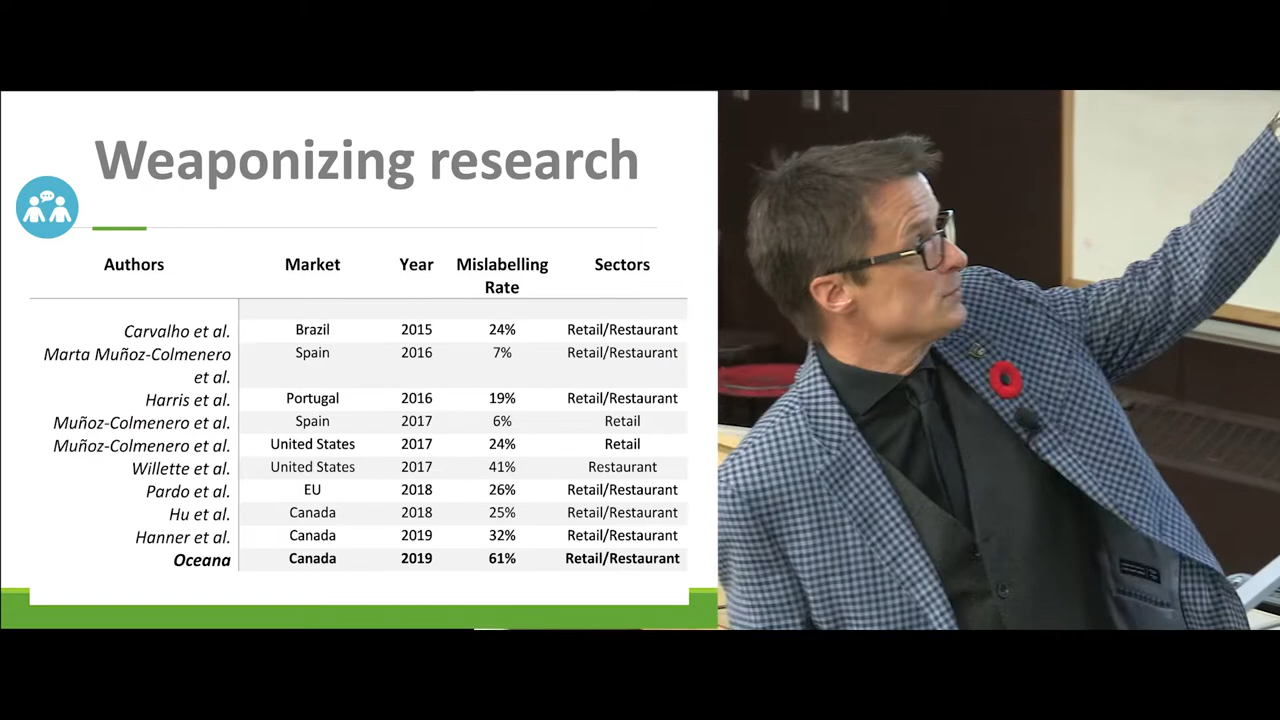 Weaponizing research
Authors Market Year Mislabelling Sectors
Rate
Carvalho et al. Brazil 2015 24% Retail/Restaurant
Marta Muñoz-Colmenero Spain 2016 7% Retail/Restaurant
et al.
Harris et al. Portugal 2016 19% Retail/Restaurant
Muñoz-Colmenero et al. Spain 2017 6% Retail
Muñoz-Colmenero et al. United States 2017 24% Retail
Willette et al. United States 2017 41% Restaurant
Pardo et al. EU 2018 26% Retail/Restaurant
Hu et al. Canada 2018 25% Retail/Restaurant
Hanner et al. Canada 2019 32% Retail/Restaurant
Oceana Canada 2019 61% Retail/Restaurant